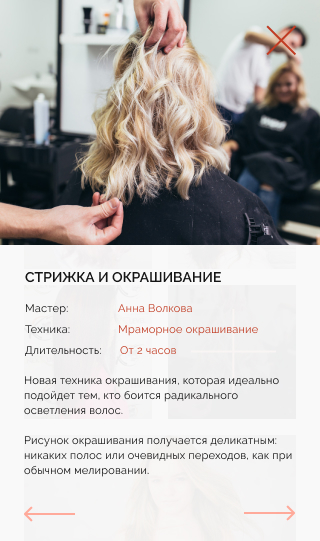 СТРИЖКА И ОКРАШИВАНИЕ
Мастер: Анна Волкова
Техника: Мраморное окрашивание
Длительность: От 2 часов
Новая техника окрашивания, которая идеально
подойдет тем, кто боится радикального
осветления волос.
Рисунок окрашивания получается деликатным:
никаких полос или очевидных переходов, как при
обычном мелировании.